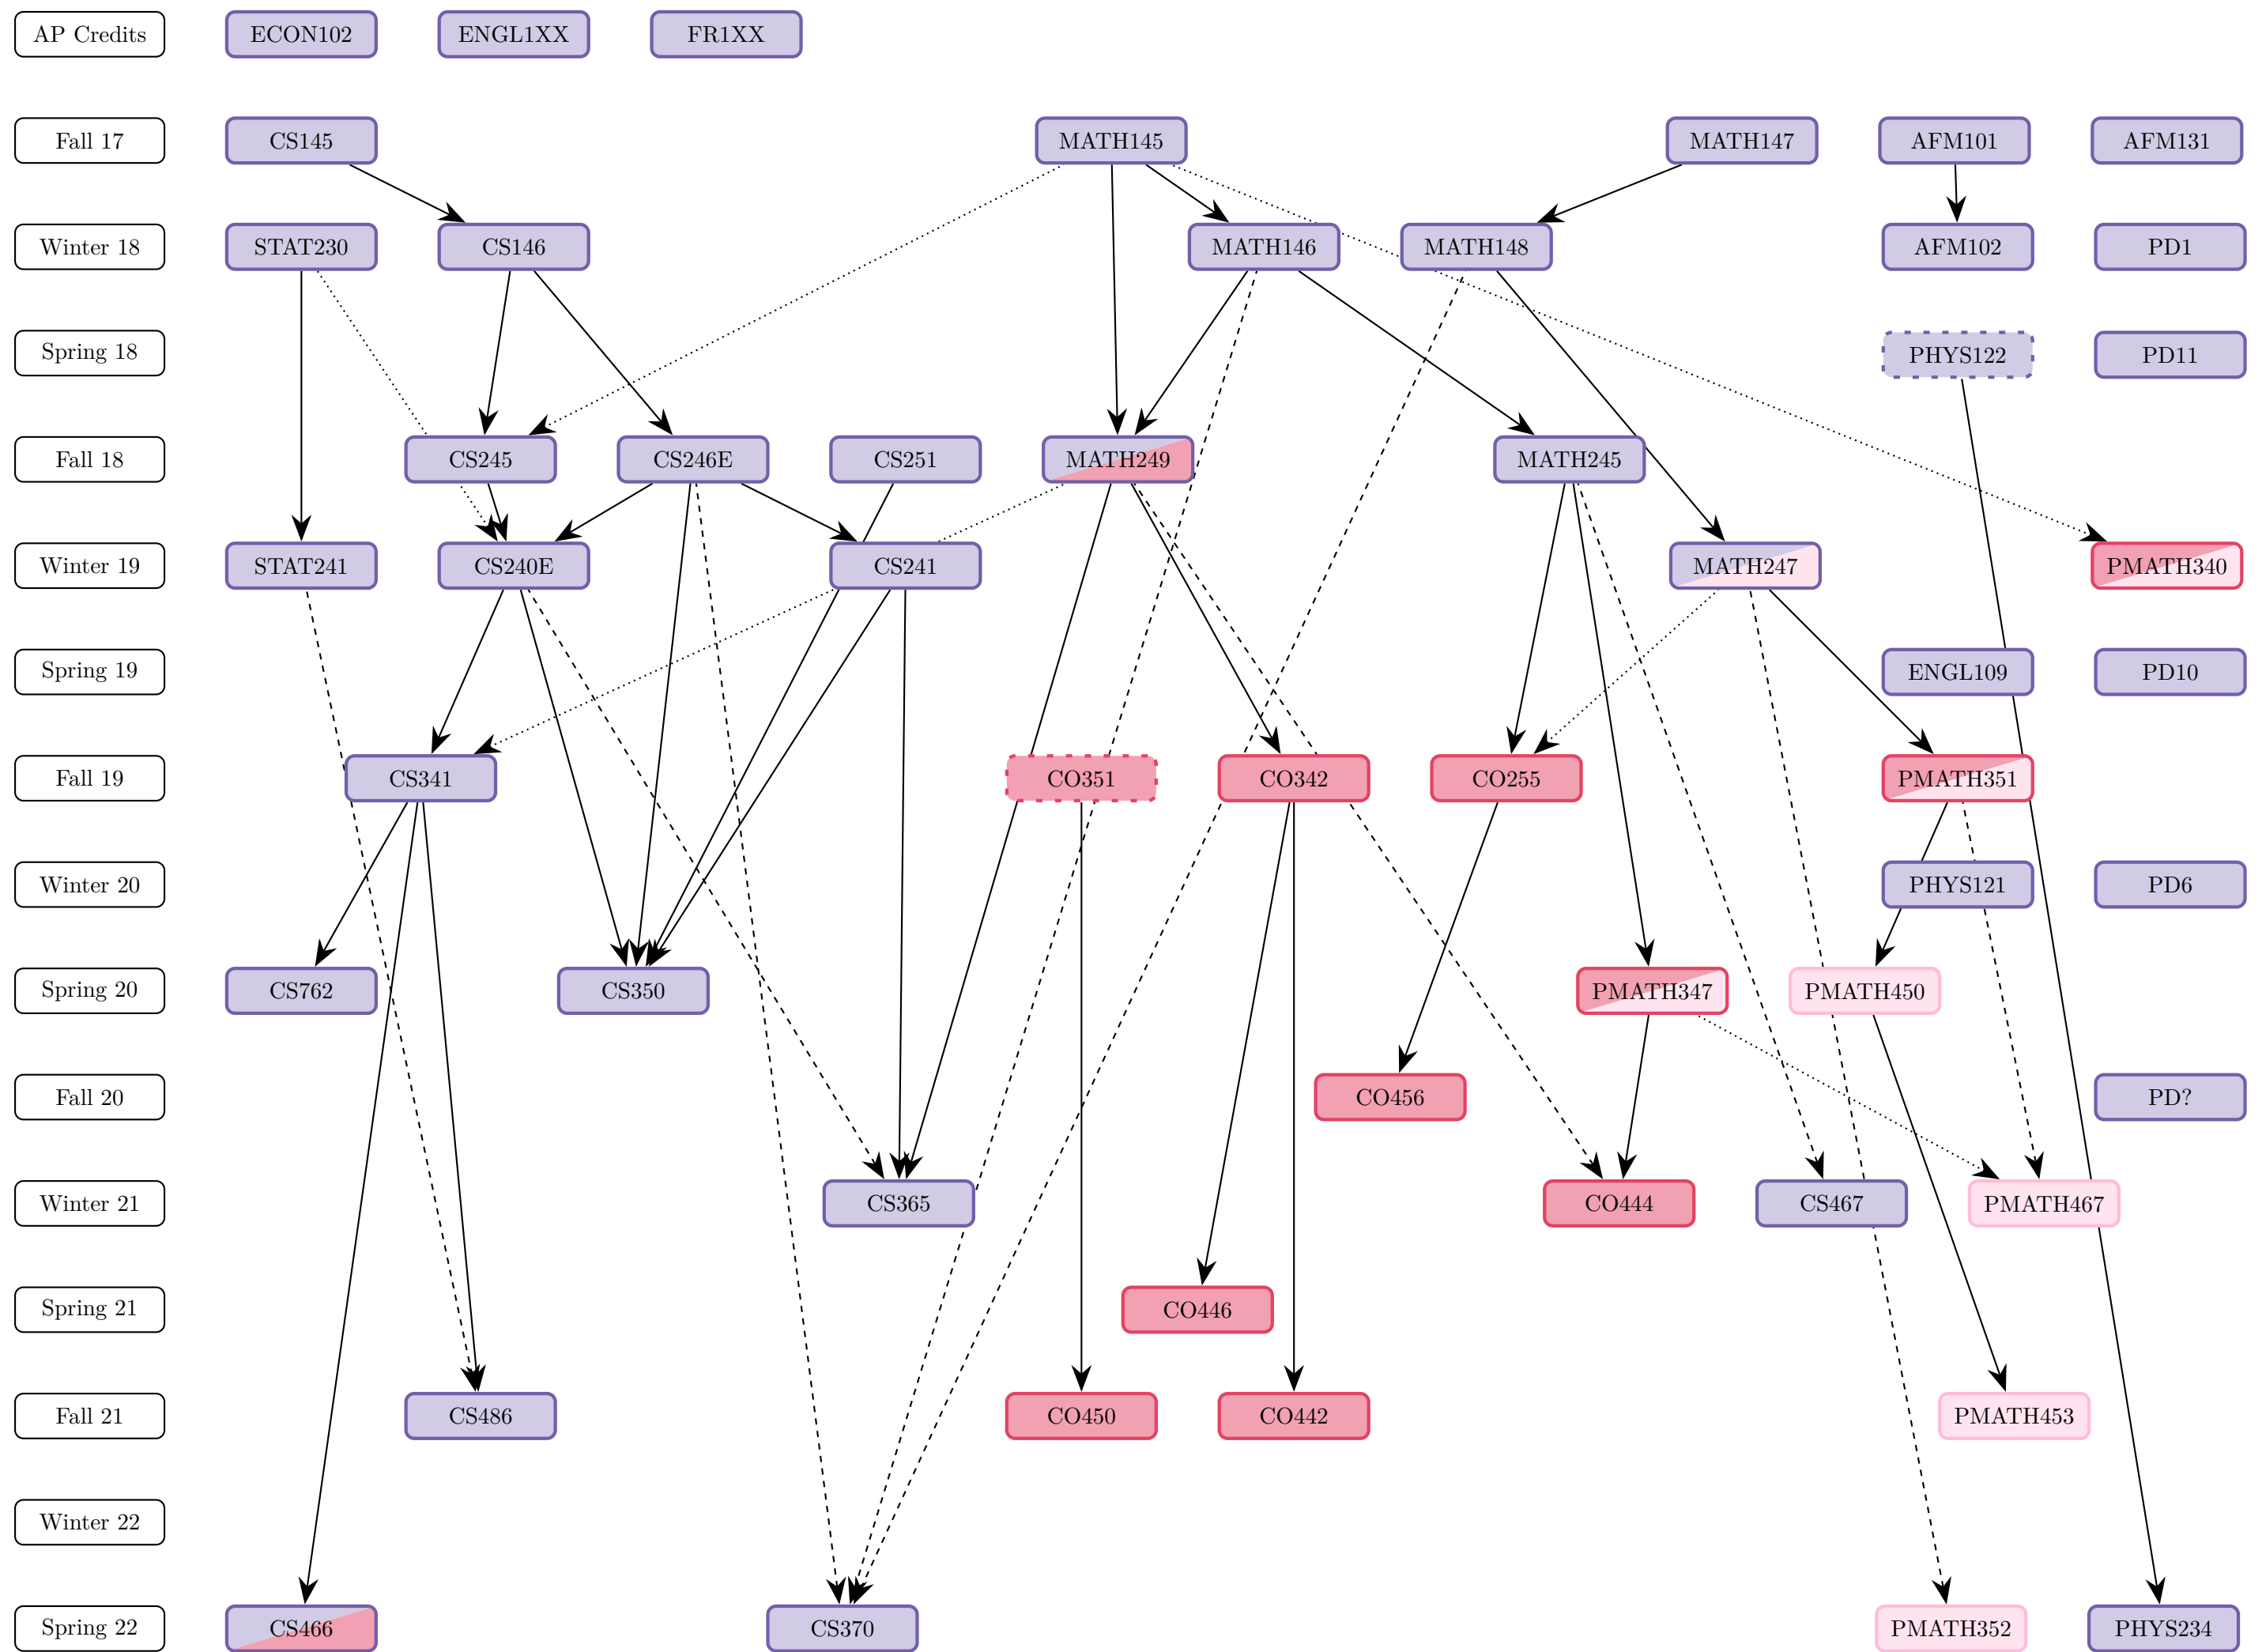 AP Credits ECON102 ENGL1XX FR1XX
Fall 17 CS145 MATH145 MATH147 AFM101 AFM131
Winter 18 STAT230 CS146 MATH146 MATH148 AFM102 PD1
Spring 18 PHYS122 PD11
Fall 18 CS245 CS246E CS251 MATH249 MATH245
Winter 19 STAT241 CS240E CS241 MATH247 PMATH340
Spring 19 ENGL109 PD10
Fall 19 CS341 CO351 CO342 CO255 PMATH351
Winter 20 PHYS121 PD6
Spring 20 CS762 CS350 PMATH347 PMATH450
Fall 20 CO456 PD?
Winter 21 CS365 CO444 CS467 PMATH467
Spring 21 CO446
Fall 21 CS486 CO450 CO442 PMATH453
Winter 22
Spring 22 CS466 CS370 PMATH352 PHYS234